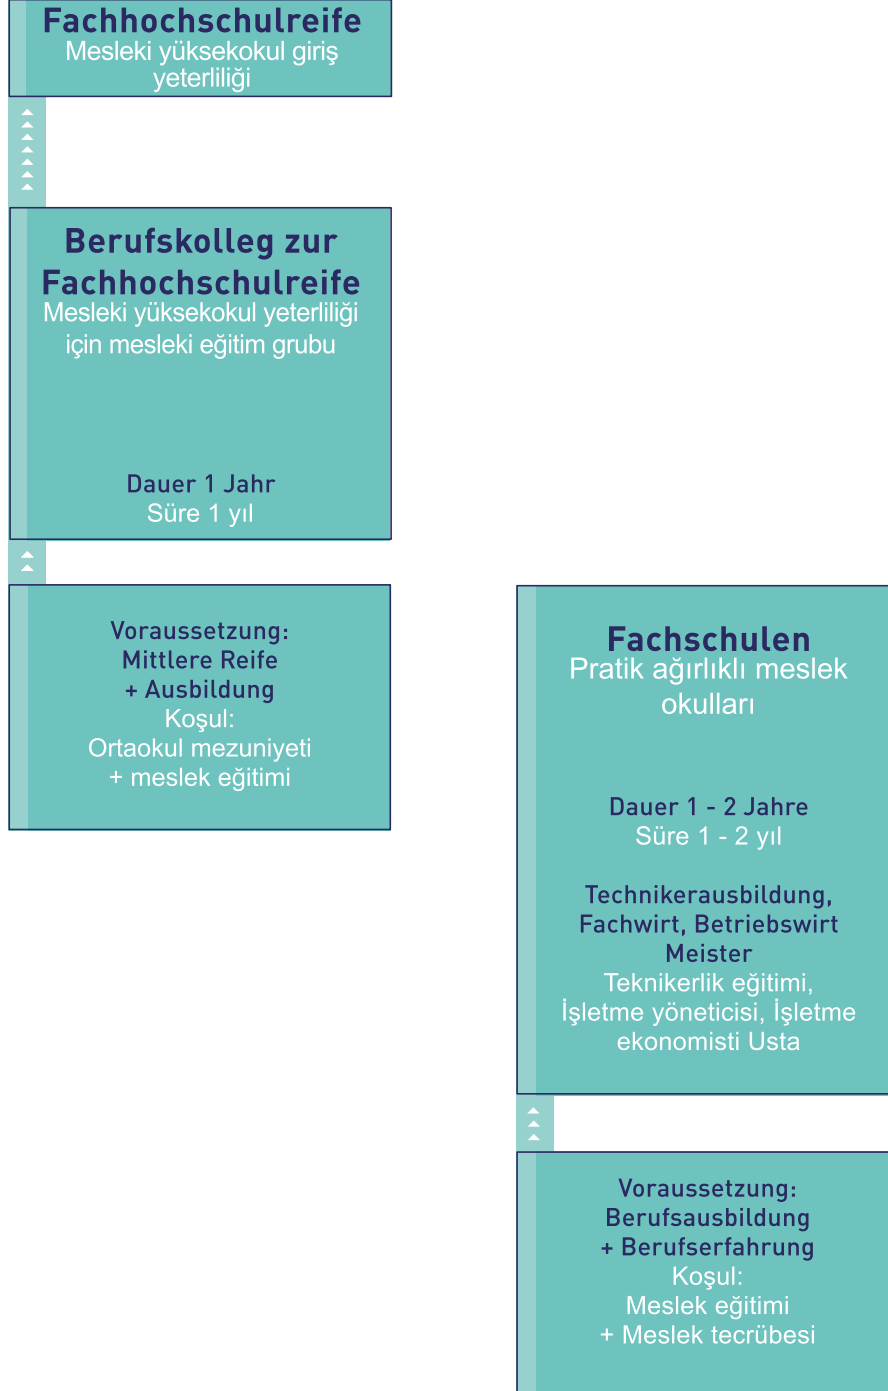 Fachhochschulreife
Mesleki yüksekokul giriş
yeterliliği
Berufskolleg zur
Fachhochschulreife
Mesleki yüksekokul yeterliliği
için mesleki eğitim grubu
Dauer 1 Jahr
Süre 1 yıl
Voraussetzung:
Mittlere Reife
+ Ausbildung
Koşul:
Ortaokul mezuniyeti
+ meslek eğitimi
Fachschulen
Pratik ağırlıklı meslek
okulları
Dauer 1 - 2 Jahre
Süre 1 - 2 yıl
Technikerausbildung,
Fachwirt, Betriebswirt
Meister
Teknikerlik eğitimi,
İşletme yöneticisi, İşletme
ekonomisti Usta
Voraussetzung:
Berufsausbildung
+ Berufserfahrung
Koşul:
Meslek eğitimi
+ Meslek tecrübesi